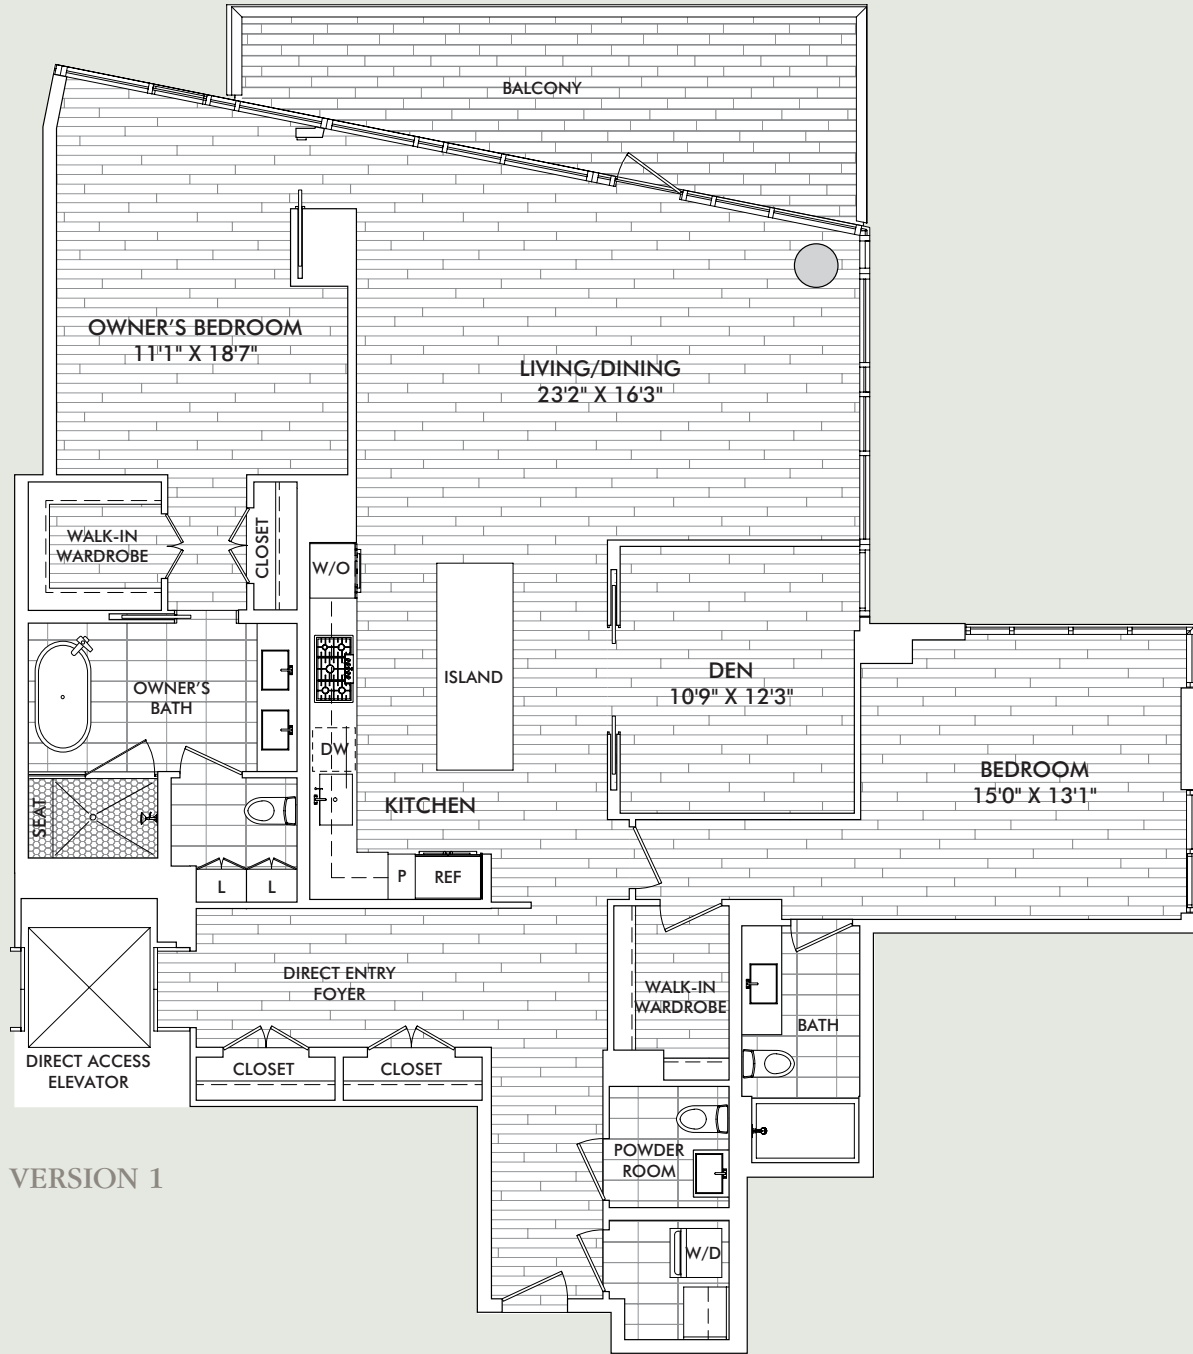 BALCONY
OWNER'S BEDROOM
11'1" X 18'7"
LIVING/DINING
23'2" X 16'3"
WALK-IN
WARDROBE
CLOSET
W/O
ISLAND
DEN
10'9" X 12'3"
OWNER'S
BATH
DW
BEDROOM
15'0" X 13'1"
SEAT
KITCHEN
L
L
P
REF
DIRECT ENTRY
FOYER
WALK-IN
WARDROBE
BATH
DIRECT ACCESS
ELEVATOR
CLOSET
CLOSET
POWDER
ROOM
VERSION 1
W/D